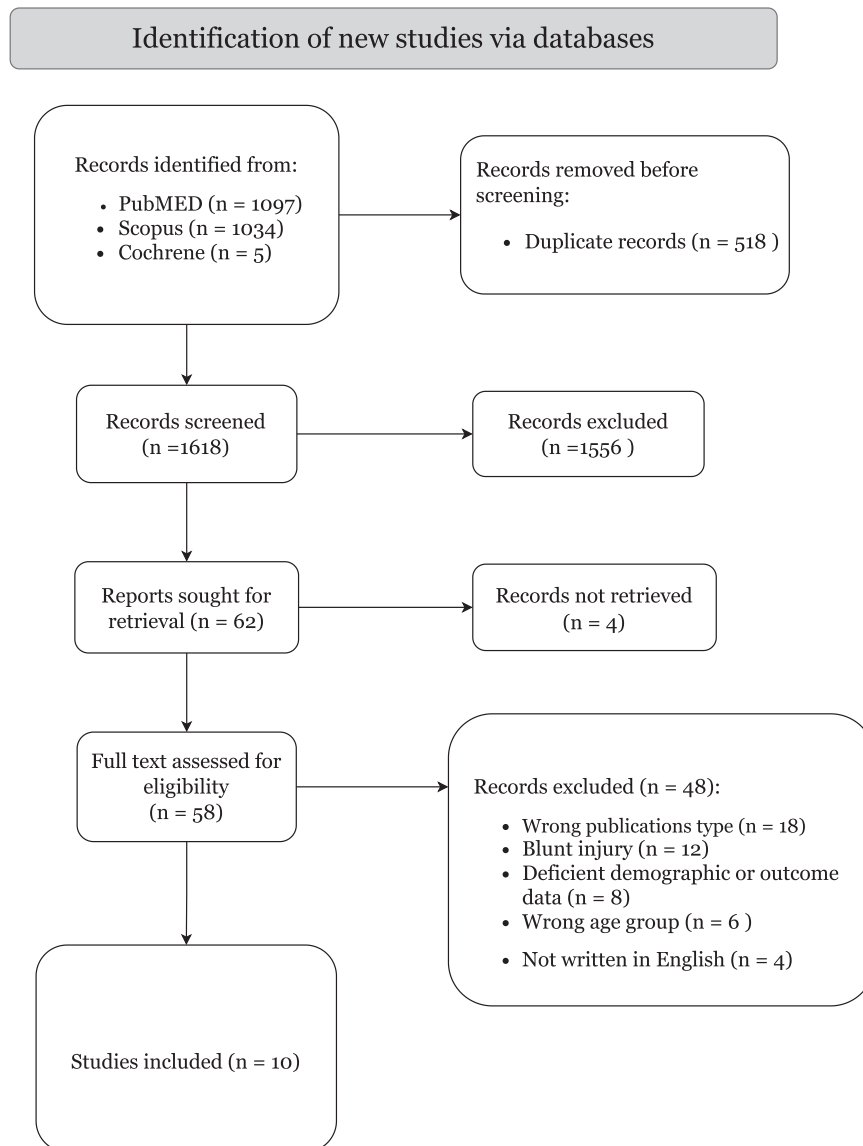 Identification of new studies via databases
Records identified from:
• PubMED (n = 1097)
• Scopus (n = 1034)
• Cochrene (n = 5)
Records removed before
screening:
• Duplicate records (n = 518 )
Records screened
(n =1618)
Records excluded
(n =1556 )
Reports sought for
retrieval (n = 62)
Records not retrieved
(n = 4)
Full text assessed for
eligibility
(n = 58)
Records excluded (n = 48):
• Wrong publications type (n = 18)
• Blunt injury (n = 12)
• Deficient demographic or outcome
data (n = 8)
• Wrong age group (n = 6 )
• Not written in English (n = 4)
Studies included (n = 10)